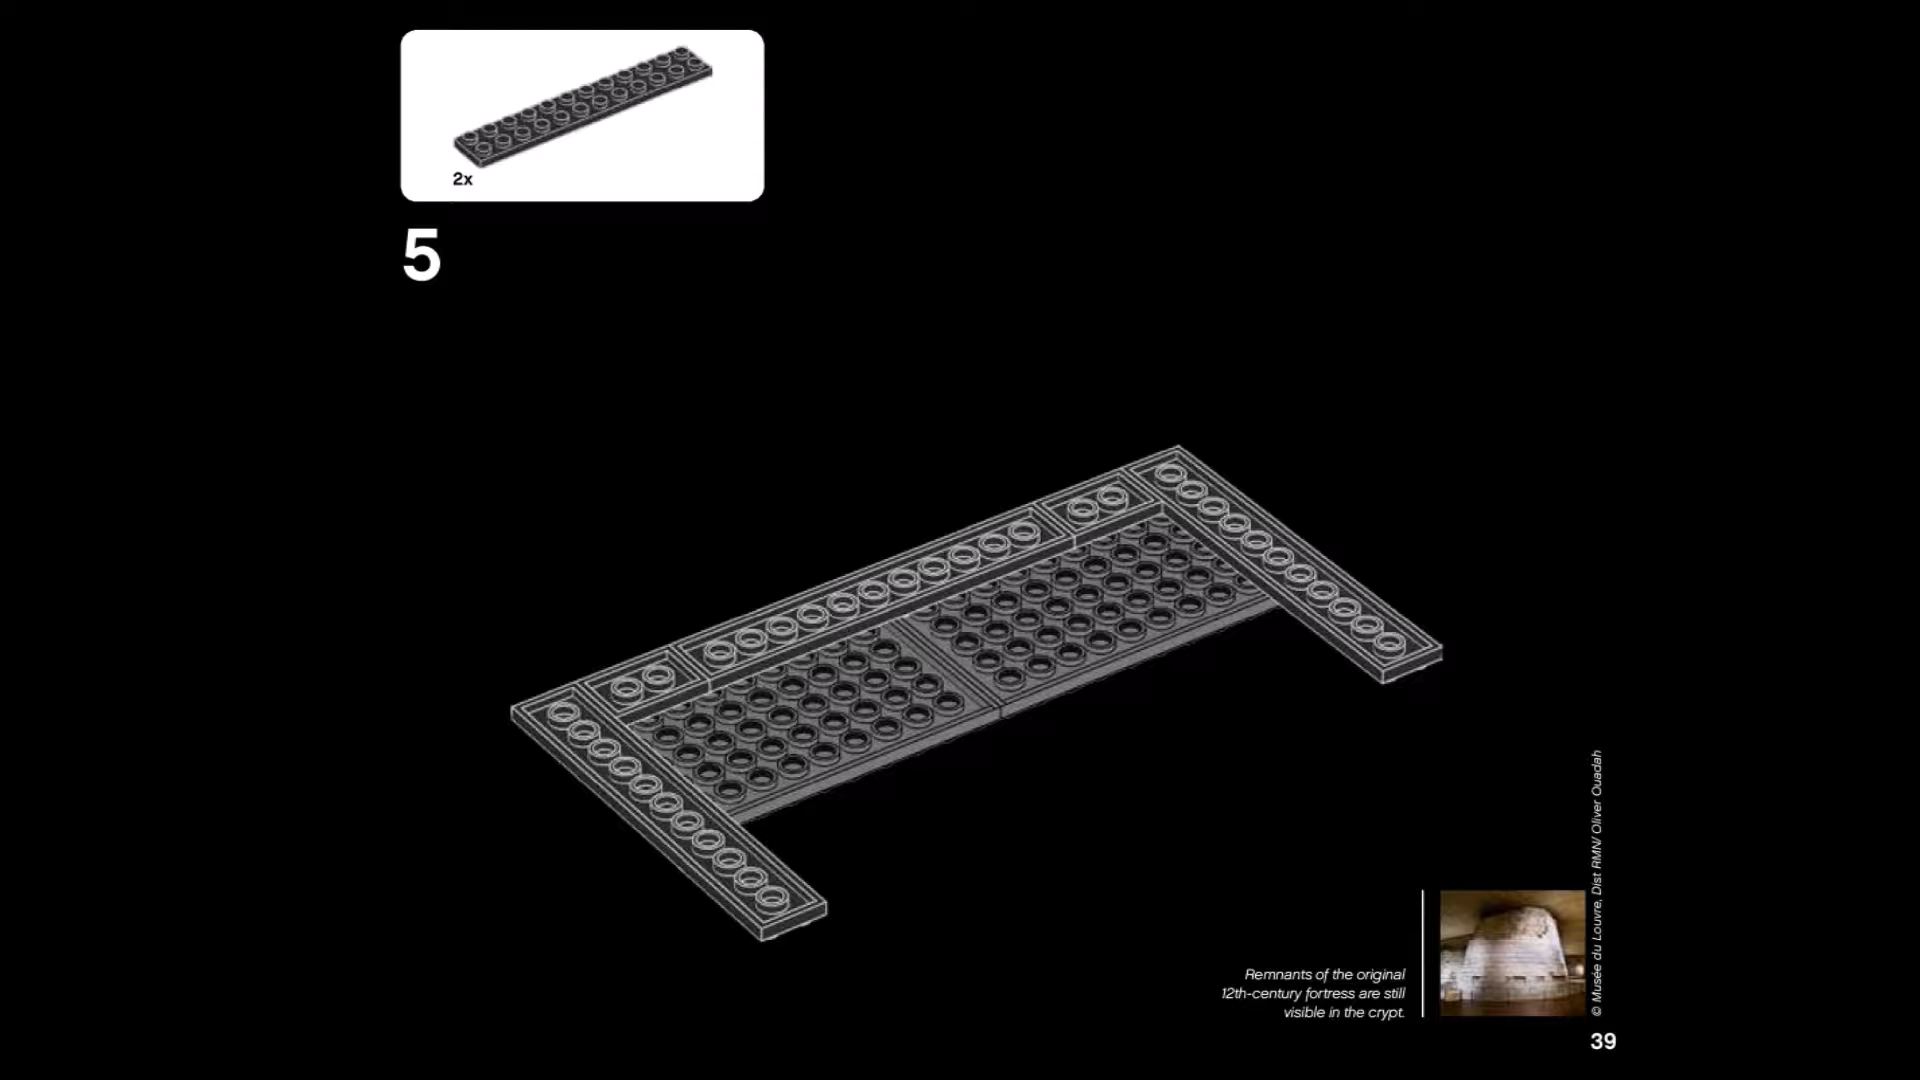 2x
5
Remnants of the original
12th-century fortress are still
visible in the crypt.
© Musée du Louvre, Dist RMN/ Oliver Ouadah
39